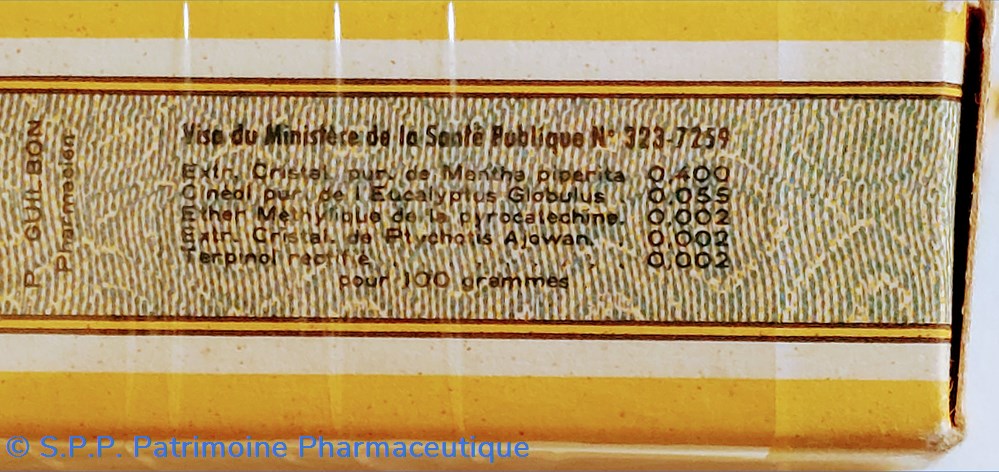 P. GUILBON
Pharmacien
Visa du Ministère de la Santé Publique N° 323-7259
Extr. Cristal. pur. de Mentha piperita 0.400
Cinéol pur. de l'Eucalyptus Globulus . 0.055
Ether Méthylique de la pyrocatéchine. 0.002
Extr. Cristal. de Ptychotis Ajowan. . 0.002
Terpinol rectifié . . . . . . 0,002
pour 100 grammes
© S.P.P. Patrimoine Pharmaceutique